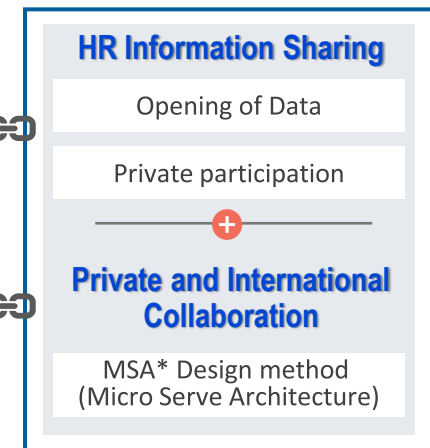 HR Information Sharing
Opening of Data
Private participation
+
Private and International
Collaboration
MSA* Design method
(Micro Serve Architecture)